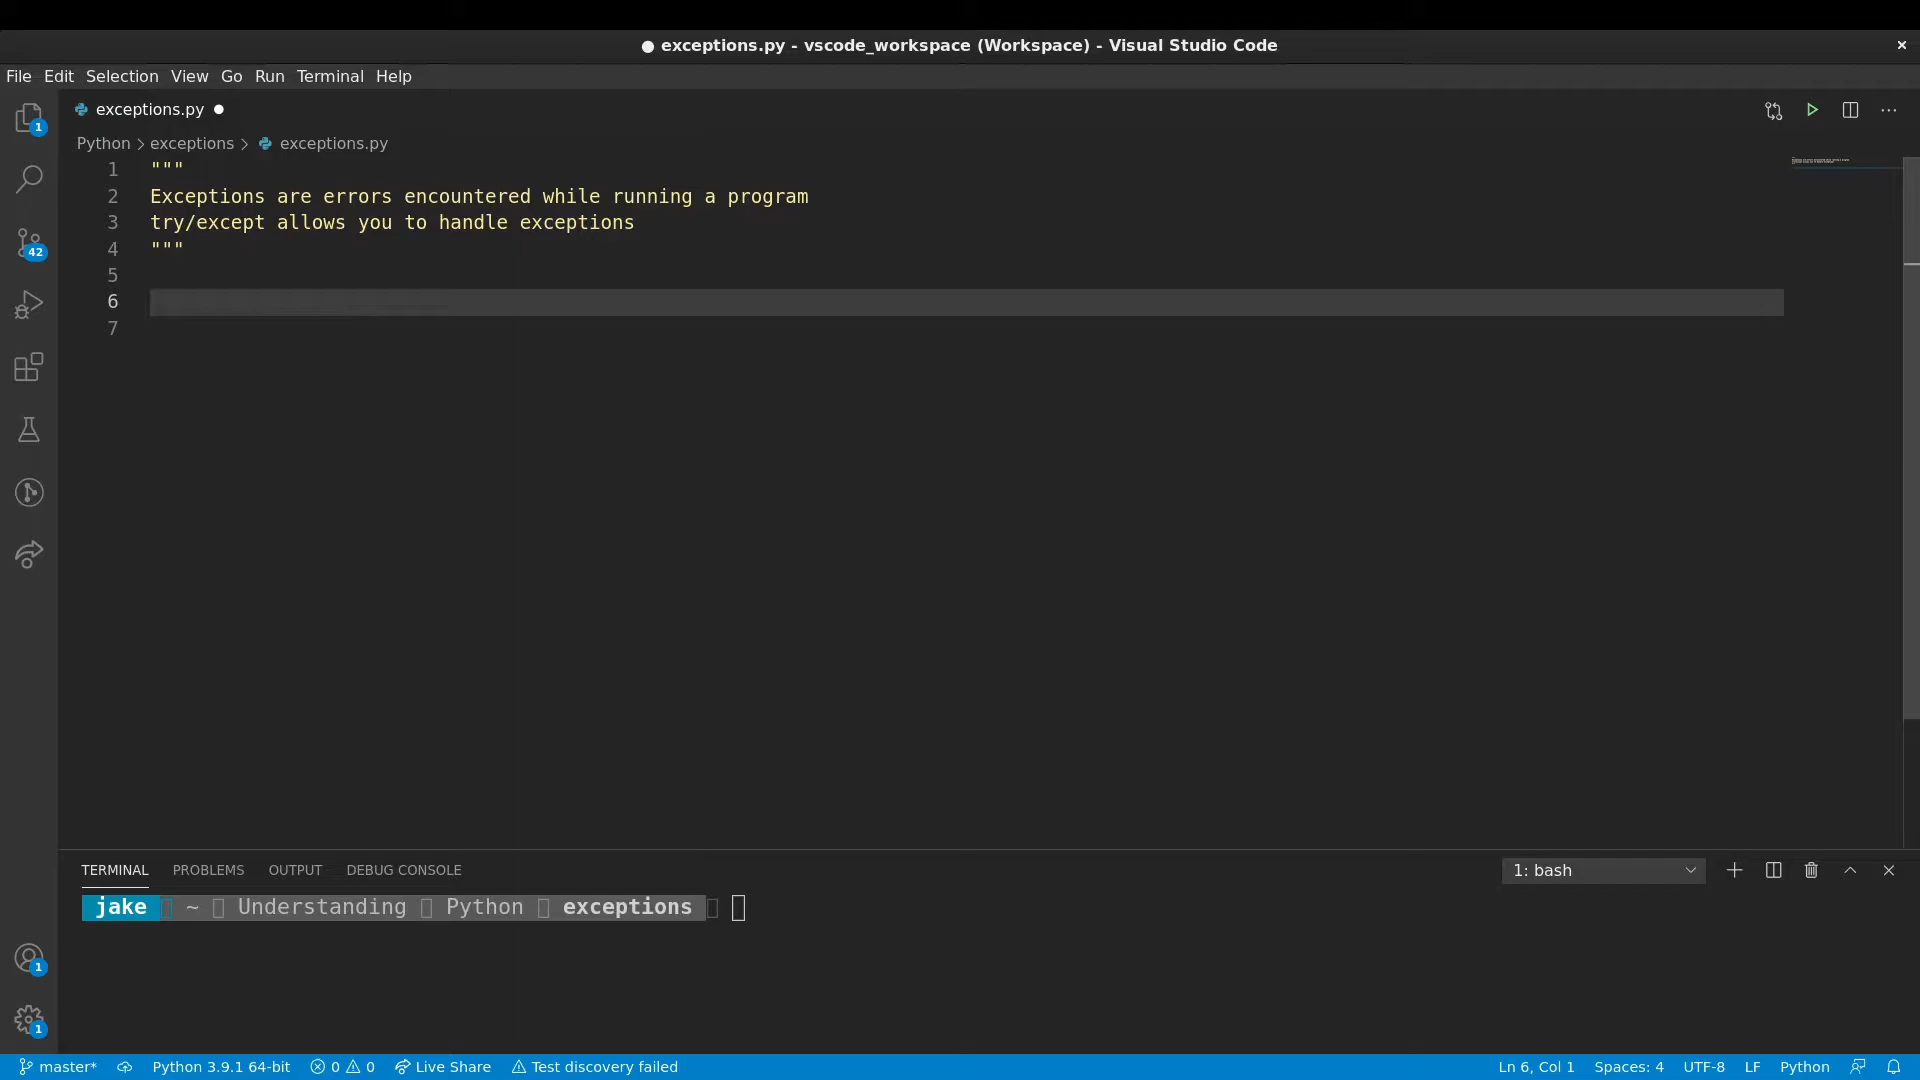 ● exceptions.py - vscode_workspace (Workspace) - Visual Studio Code
File Edit Selection View Go Run Terminal Help
exceptions.py
Python > exceptions > exceptions.py
1 """
2 Exceptions are errors encountered while running a program
3 try/except allows you to handle exceptions
4 """
5
6
7
1
42
TERMINAL PROBLEMS OUTPUT DEBUG CONSOLE 1: bash
jake ~ Understanding Python exceptions
1
1
master* Python 3.9.1 64-bit 0 0 Live Share Test discovery failed Ln 6, Col 1 Spaces: 4 UTF-8 LF Python